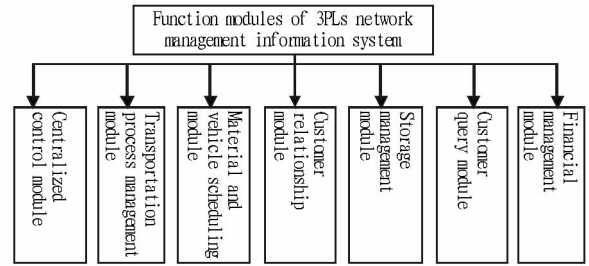 Function modules of 3PLs network
management information system
Centralized
control module
Transportation
process management
module
Material and
vehicle scheduling
module
Customer
relationship
module
Storage
management
module
Customer
query module
Financial
management
module